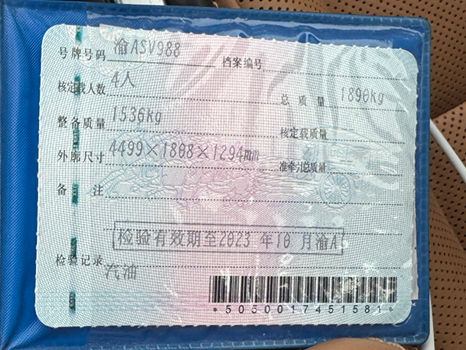 号牌号码 渝ASV988 档案编号
核定载人数 4人 总质量 1890kg
整备质量 1536kg 核定载质量
外廓尺寸 4499×1808×1294mm 准牵引总质量
备注
检验有效期至2023年10月渝A
检验记录
汽油
*5030017451581*